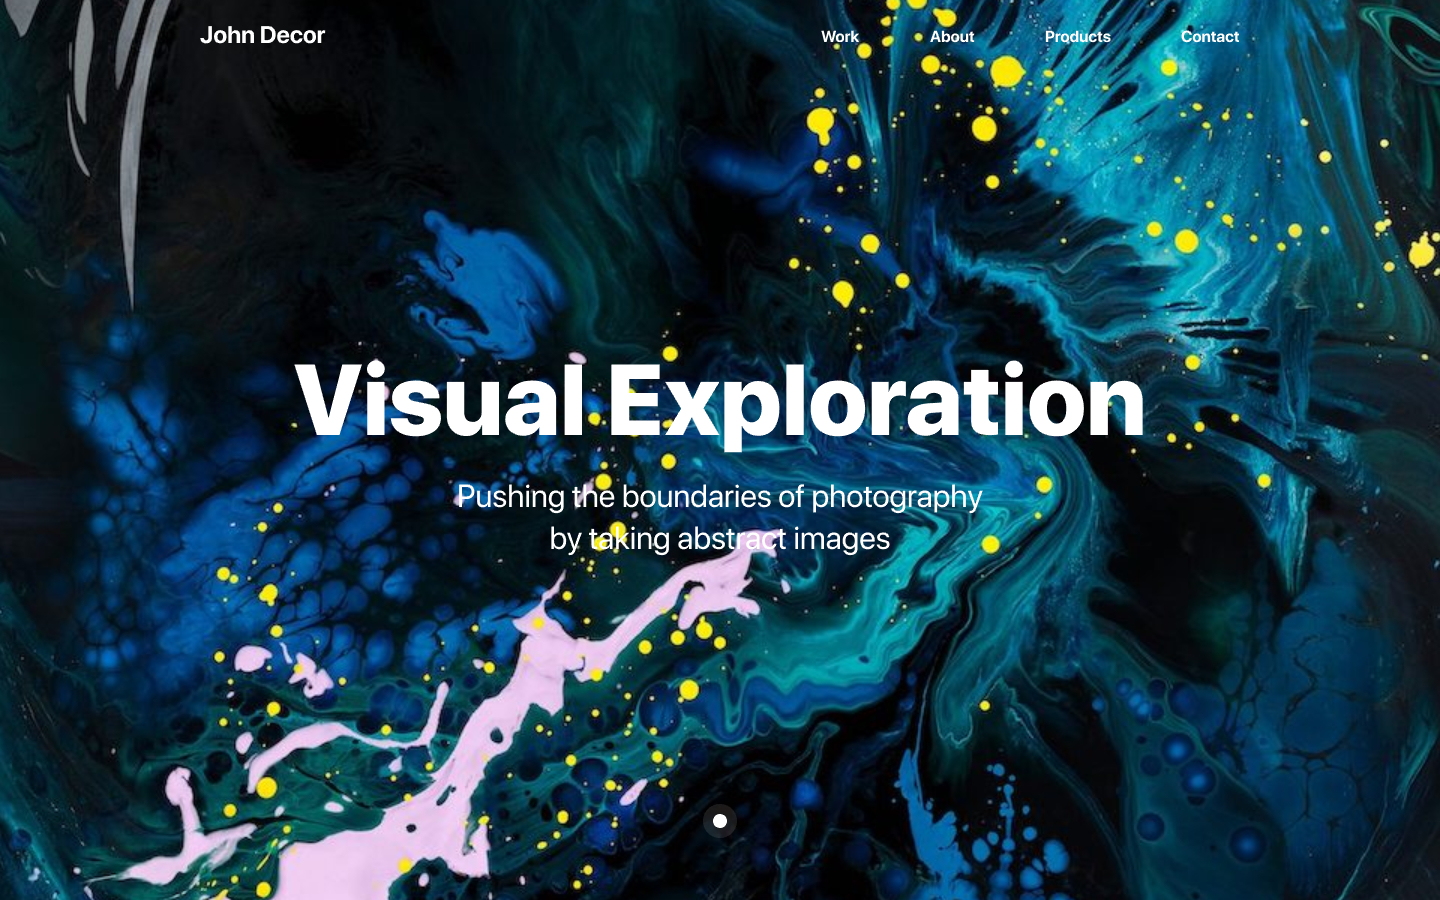 John Decor
Work About Products Contact
Visual Exploration
Pushing the boundaries of photography
by taking abstract images